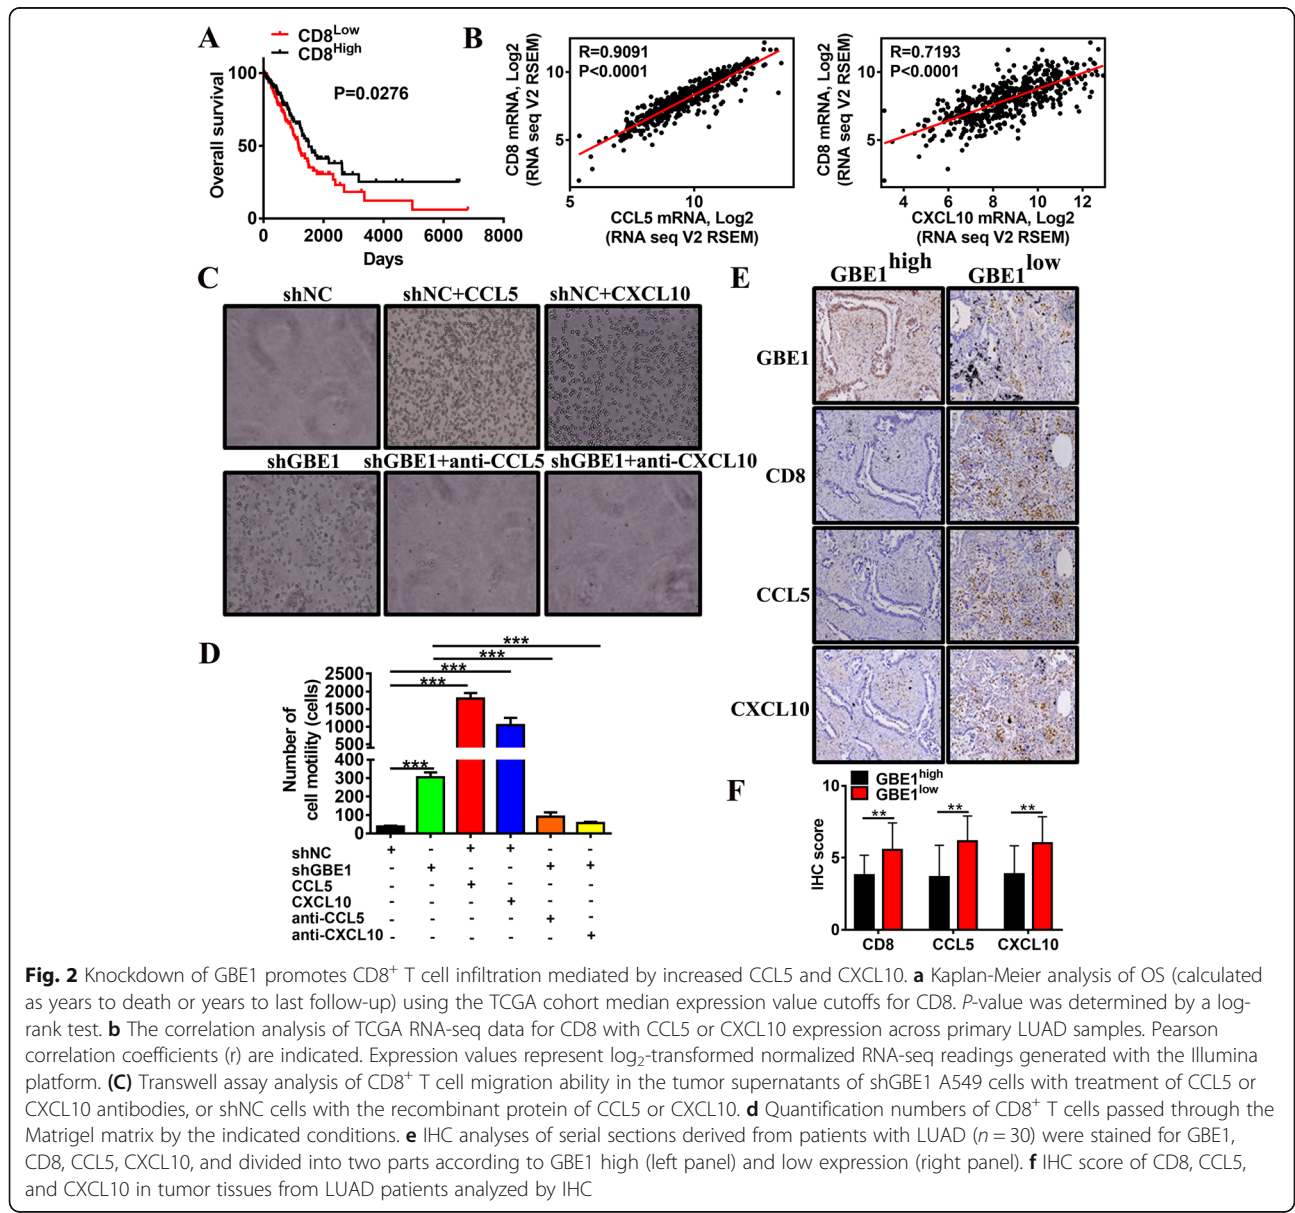 A
CD8Low
CD8High
P=0.0276
Overall survival
100
50
0
0 2000 4000 6000 8000
Days
B
R=0.9091
P<0.0001
CD8 mRNA, Log2
(RNA seq V2 RSEM)
10
5
5 10
CCL5 mRNA, Log2
(RNA seq V2 RSEM)
R=0.7193
P<0.0001
CD8 mRNA, Log2
(RNA seq V2 RSEM)
10
5
4 6 8 10 12
CXCL10 mRNA, Log2
(RNA seq V2 RSEM)
C
shNC shNC+CCL5 shNC+CXCL10
shGBE1 shGBE1+anti-CCL5 shGBE1+anti-CXCL10
D
Number of
cell motility (cells)
2500
2000
1500
1000
500
400
300
200
100
0
***
***
***
***
***
shNC + - + + - -
shGBE1 - + - - + +
CCL5 - - + - - -
CXCL10 - - - + - -
anti-CCL5 - - - - + -
anti-CXCL10 - - - - - +
E
GBE1high GBE1low
GBE1
CD8
CCL5
CXCL10
F
GBE1high
GBE1low
IHC score
10
5
0
** ** **
CD8 CCL5 CXCL10
Fig. 2 Knockdown of GBE1 promotes CD8+ T cell infiltration mediated by increased CCL5 and CXCL10. a Kaplan-Meier analysis of OS (calculated
as years to death or years to last follow-up) using the TCGA cohort median expression value cutoffs for CD8. P-value was determined by a log-
rank test. b The correlation analysis of TCGA RNA-seq data for CD8 with CCL5 or CXCL10 expression across primary LUAD samples. Pearson
correlation coefficients (r) are indicated. Expression values represent log2-transformed normalized RNA-seq readings generated with the Illumina
platform. (C) Transwell assay analysis of CD8+ T cell migration ability in the tumor supernatants of shGBE1 A549 cells with treatment of CCL5 or
CXCL10 antibodies, or shNC cells with the recombinant protein of CCL5 or CXCL10. d Quantification numbers of CD8+ T cells passed through the
Matrigel matrix by the indicated conditions. e IHC analyses of serial sections derived from patients with LUAD (n = 30) were stained for GBE1,
CD8, CCL5, CXCL10, and divided into two parts according to GBE1 high (left panel) and low expression (right panel). f IHC score of CD8, CCL5,
and CXCL10 in tumor tissues from LUAD patients analyzed by IHC